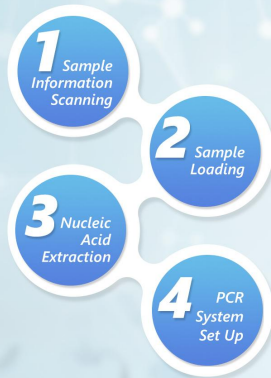 1 Sample
Information
Scanning
2 Sample
Loading
3 Nucleic
Acid
Extraction
4 PCR
System
Set Up